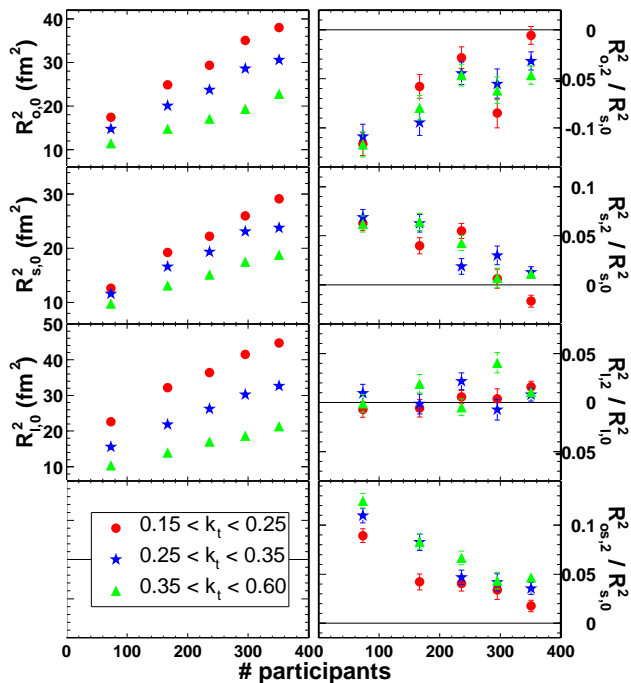 40
30
20
10
R²o,0 (fm²)
0
0.05
-0.1
R²o,2 / R²s,0
30
20
10
R²s,0 (fm²)
0.1
0.05
0
R²s,2 / R²s,0
50
40
30
20
10
R²l,0 (fm²)
0.05
0
0.05
R²l,2 / R²l,0
0.15 < kt < 0.25
0.25 < kt < 0.35
0.35 < kt < 0.60
0.1
0.05
0
R²os,2 / R²s,0
0 100 200 300 400
0 100 200 300 400
# participants